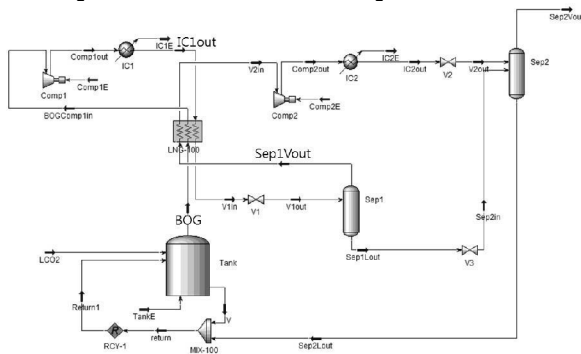 Sep2Vout
Comp1out
IC1E
IC1out
IC1
Comp1
Comp1E
BOGComp1in
V2in
Comp2out
IC2E
IC2
IC2out
V2
V2out
Sep2
Comp2
Comp2E
LNG-100
Sep1Vout
V1in
V1
V1out
Sep1
Sep2in
BOG
Sep1Lout
V3
LCO2
Tank
Return1
TankE
V
R
return
RCY-1
MIX-100
Sep2Lout